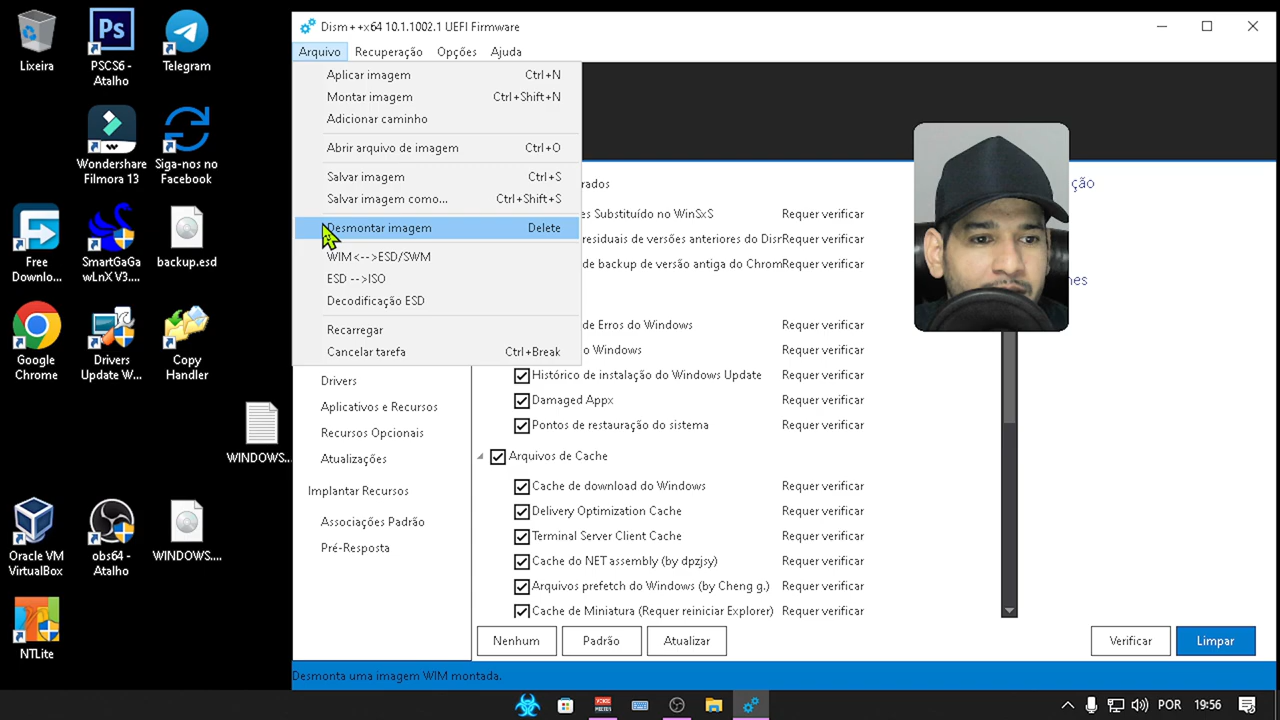 Lixeira
PSCS6 -
Atalho
Telegram
Wondershare
Filmora 13
Siga-nos no
Facebook
Free
Downlo...
SmartGaGa
wLnX V3....
backup.esd
Google
Chrome
Drivers
Update W...
Copy
Handler
WINDOWS...
Oracle VM
VirtualBox
obs64 -
Atalho
WINDOWS....
NTLite
Dism++x64 10.1.1002.1 UEFI Firmware
Arquivo Recuperação Opções Ajuda
Aplicar imagem Ctrl+N
Montar imagem Ctrl+Shift+N
Adicionar caminho
Abrir arquivo de imagem Ctrl+O
Salvar imagem Ctrl+S
Salvar imagem como... Ctrl+Shift+S
Desmontar imagem Delete
WIM<-->ESD/SWM
ESD -->ISO
Decodificação ESD
Recarregar
Cancelar tarefa Ctrl+Break
Drivers
Aplicativos e Recursos
Recursos Opcionais
Atualizações
Implantar Recursos
Associações Padrão
Pré-Resposta
rados
s Substituído no WinSxS Requer verificar
residuais de versões anteriores do Disr Requer verificar
de backup de versão antiga do Chrom Requer verificar
de Erros do Windows Requer verificar
o Windows Requer verificar
Histórico de instalação do Windows Update Requer verificar
Damaged Appx Requer verificar
Pontos de restauração do sistema Requer verificar
Arquivos de Cache
Cache de download do Windows Requer verificar
Delivery Optimization Cache Requer verificar
Terminal Server Client Cache Requer verificar
Cache do NET assembly (by dpzjsy) Requer verificar
Arquivos prefetch do Windows (by Cheng g.) Requer verificar
Cache de Miniatura (Requer reiniciar Explorer) Requer verificar
ção
nes
Nenhum Padrão Atualizar Verificar Limpar
Desmonta uma imagem WIM montada.
POR 19:56